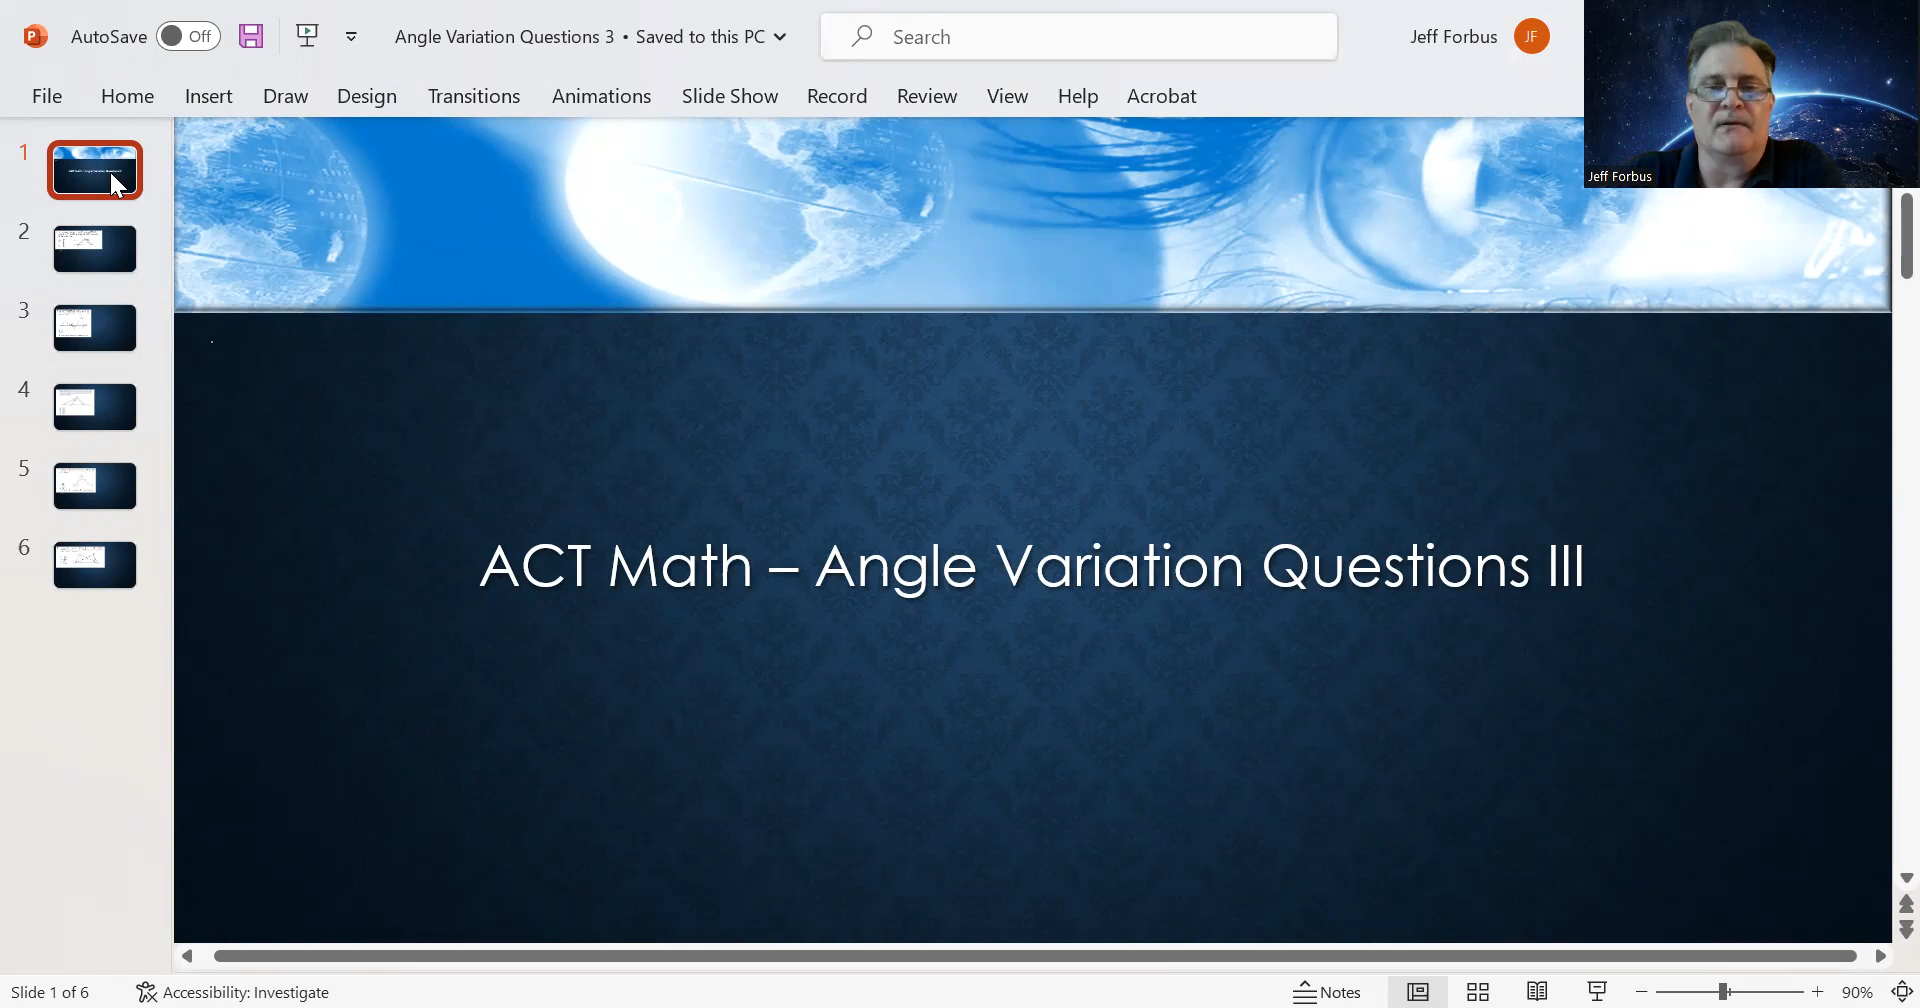 P
AutoSave
Off
Angle Variation Questions 3 • Saved to this PC
Search
Jeff Forbus
JF
File
Home
Insert
Draw
Design
Transitions
Animations
Slide Show
Record
Review
View
Help
Acrobat
Jeff Forbus
1
2
3
4
5
6
ACT Math – Angle Variation Questions III
Slide 1 of 6
Accessibility: Investigate
Notes
90%